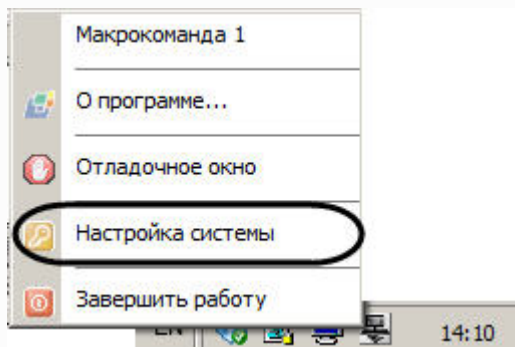 Макрокоманда 1
О программе...
Отладочное окно
Настройка системы
Завершить работу
EN 14:10